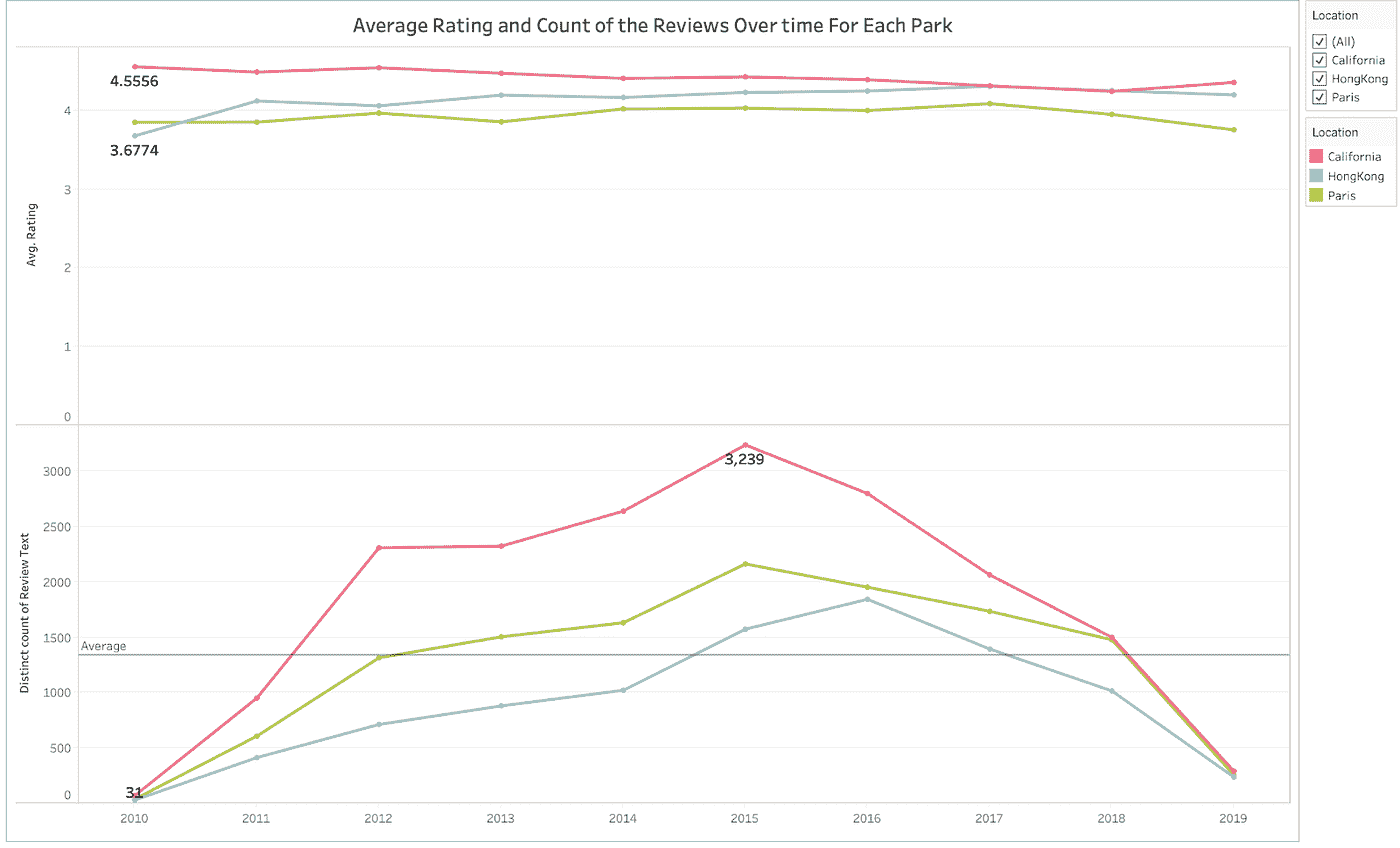 Average Rating and Count of the Reviews Over time For Each Park
Location
(All)
California
HongKong
Paris
Location
California
HongKong
Paris
Avg. Rating
4
3
2
1
0
4.5556
3.6774
Distinct count of Review Text
3000
2500
2000
1500
1000
500
0
Average
3,239
31
2010 2011 2012 2013 2014 2015 2016 2017 2018 2019